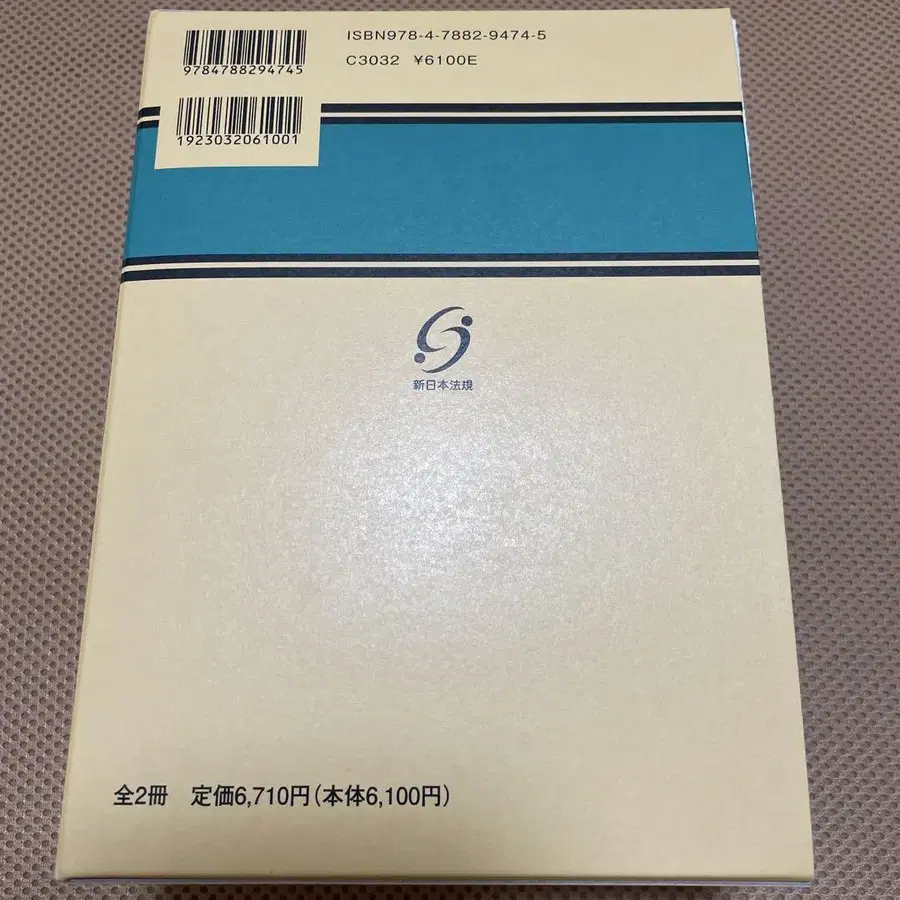 ISBN978-4-7882-9474-5
C3032 ¥6100E
9784788294745
1923032061001
新日本法規
全2冊 定価6,710円(本体6,100円)